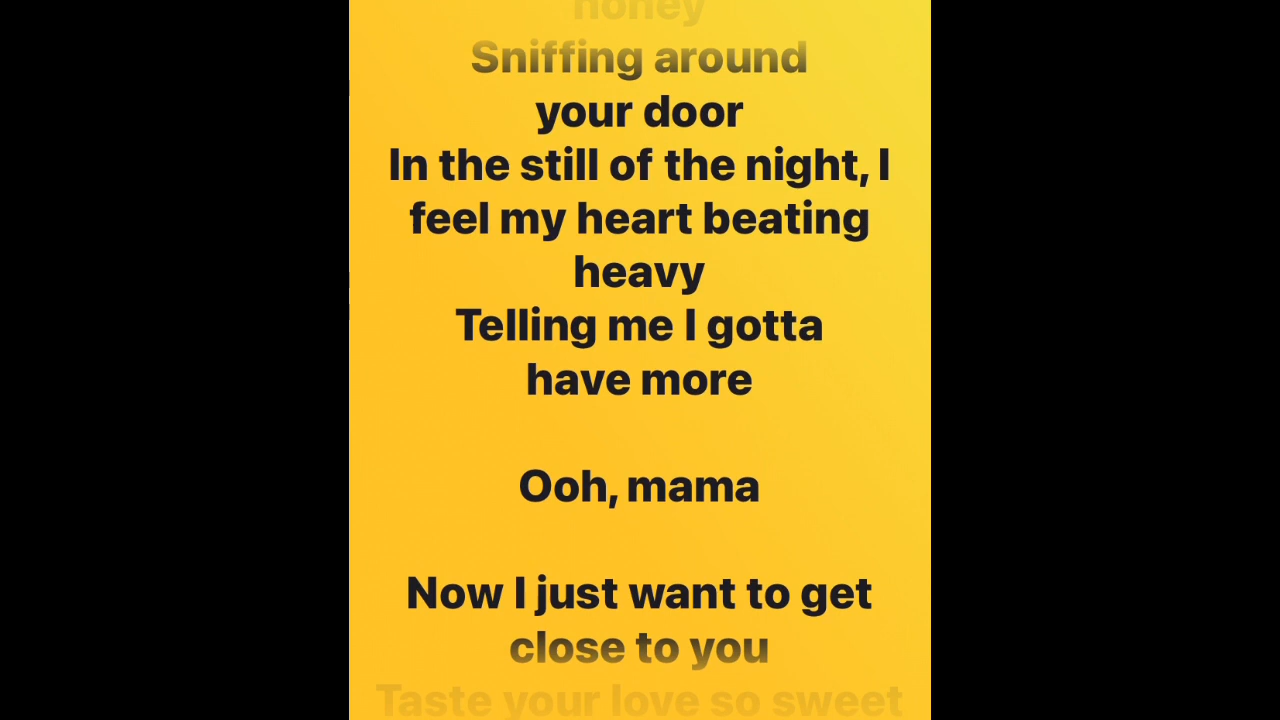 honey
Sniffing around
your door
In the still of the night, I
feel my heart beating
heavy
Telling me I gotta
have more
Ooh, mama
Now I just want to get
close to you
Taste your love so sweet